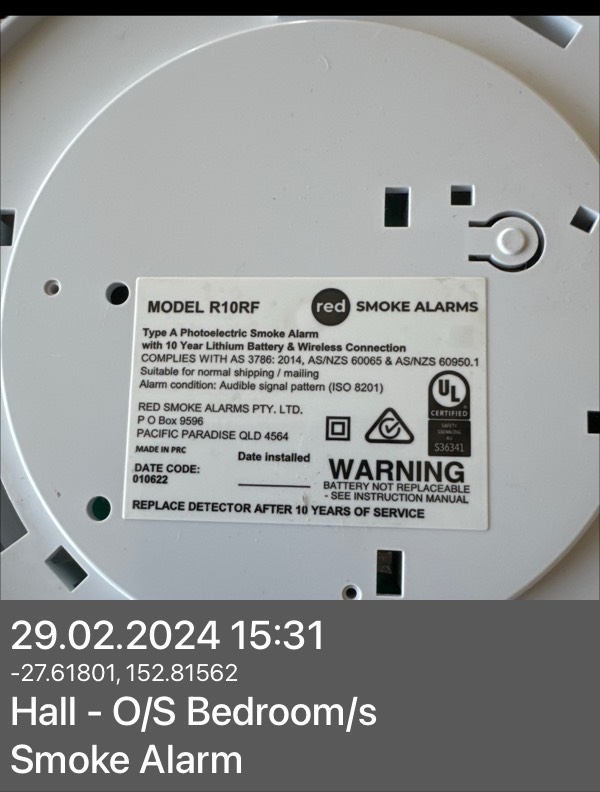 MODEL R10RF red SMOKE ALARMS
Type A Photoelectric Smoke Alarm
with 10 Year Lithium Battery & Wireless Connection
COMPLIES WITH AS 3786: 2014, AS/NZS 60065 & AS/NZS 60950.1
Suitable for normal shipping / mailing
Alarm condition: Audible signal pattern (ISO 8201)
UL
CERTIFIED
SAFETY
AU
S36341
RED SMOKE ALARMS PTY. LTD.
P O Box 9596
PACIFIC PARADISE QLD 4564
MADE IN PRC
DATE CODE:
010622
Date installed
WARNING
BATTERY NOT REPLACEABLE
- SEE INSTRUCTION MANUAL
REPLACE DETECTOR AFTER 10 YEARS OF SERVICE
29.02.2024 15:31
-27.61801, 152.81562
Hall - O/S Bedroom/s
Smoke Alarm